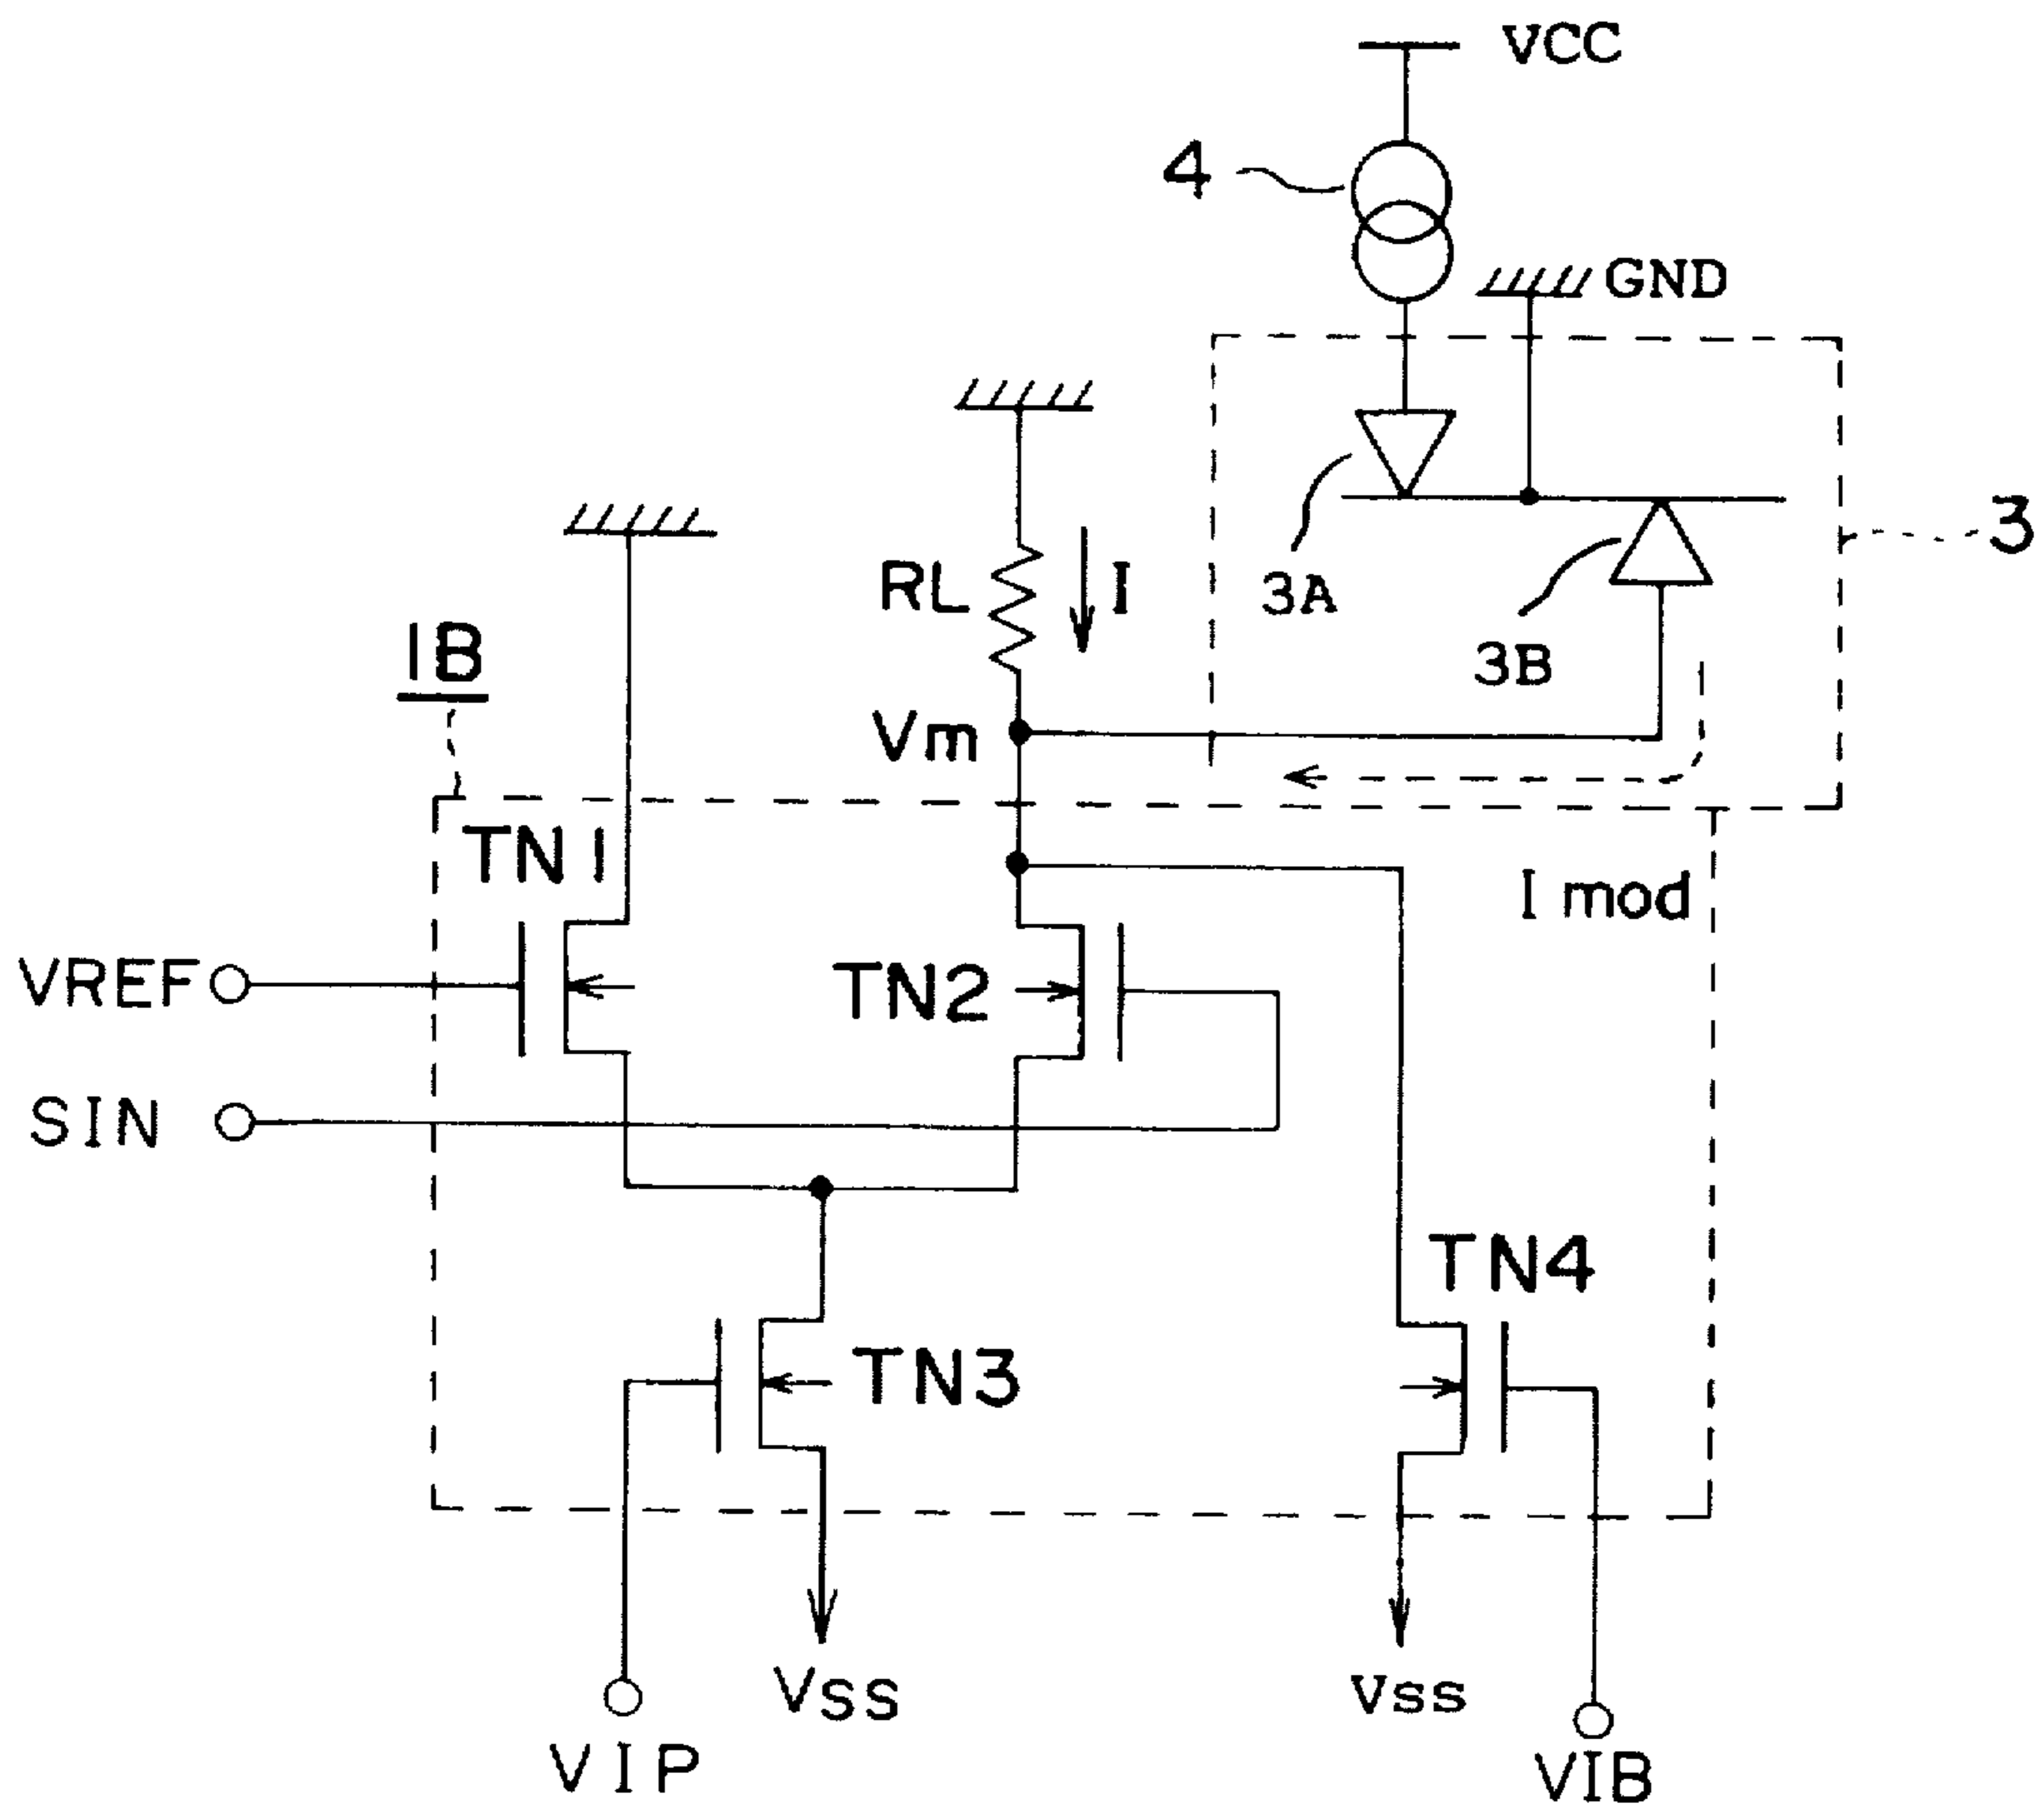 VCC
4
GND
3
RL
I
3A
3B
1B
Vm
TN1
I mod
VREF
TN2
SIN
TN4
TN3
VSS
Vss
VIP
VIB